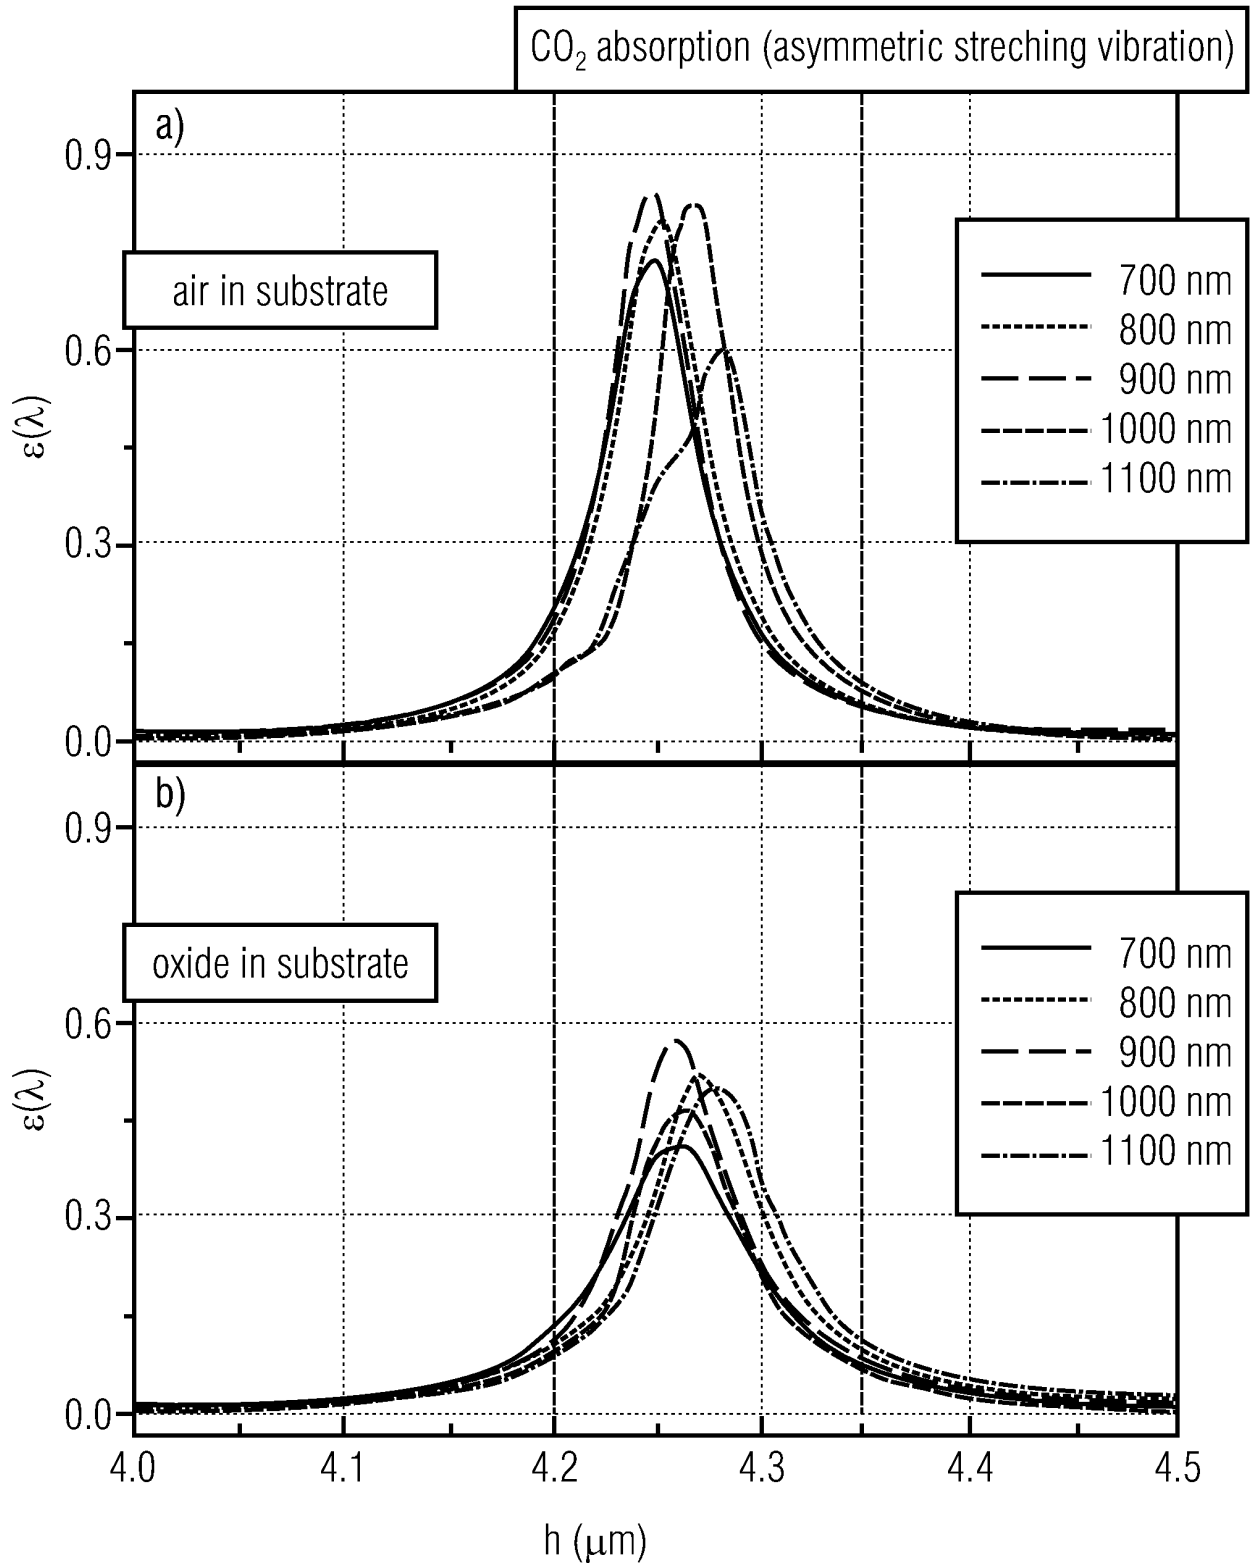 CO₂ absorption (asymmetric streching vibration)
a)
0.9
air in substrate
0.6
ε(λ)
0.3
0.0
700 nm
800 nm
900 nm
1000 nm
1100 nm
b)
0.9
oxide in substrate
0.6
ε(λ)
0.3
0.0
700 nm
800 nm
900 nm
1000 nm
1100 nm
4.0 4.1 4.2 4.3 4.4 4.5
h (μm)